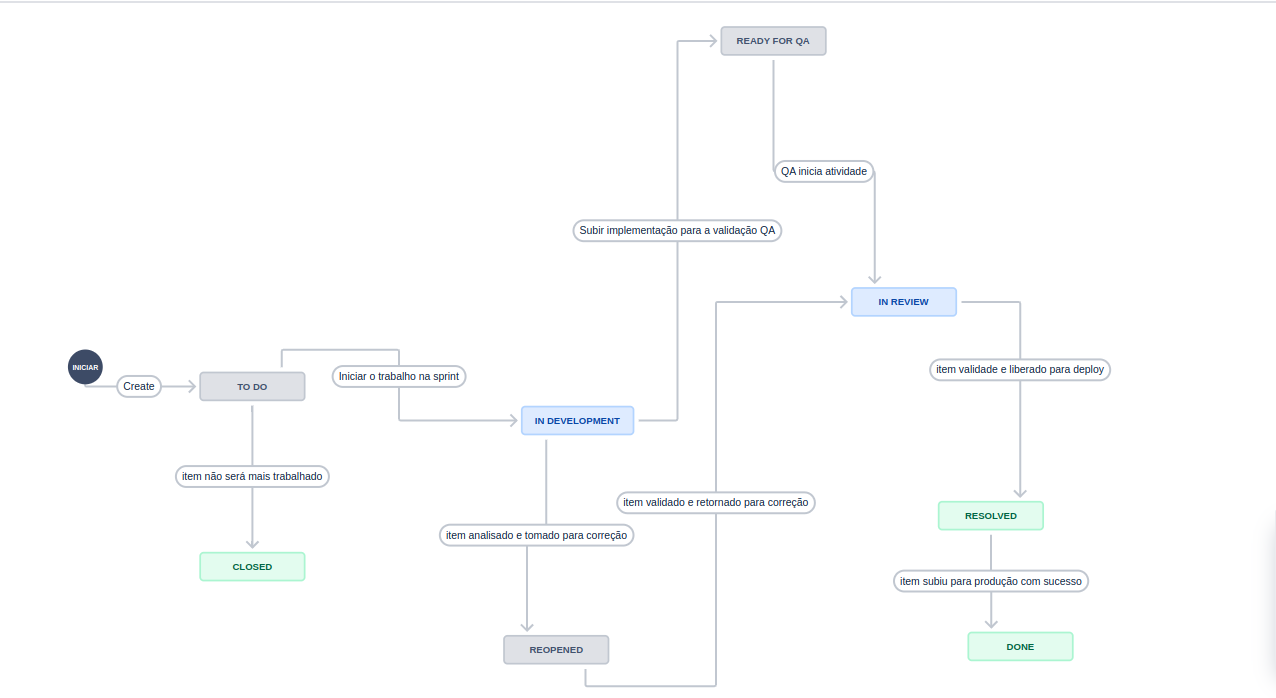 READY FOR QA
QA inicia atividade
Subir implementação para a validação QA
IN REVIEW
INICIAR
Create
TO DO
Iniciar o trabalho na sprint
item validade e liberado para deploy
IN DEVELOPMENT
item não será mais trabalhado
item validado e retornado para correção
RESOLVED
item analisado e tomado para correção
CLOSED
item subiu para produção com sucesso
REOPENED
DONE